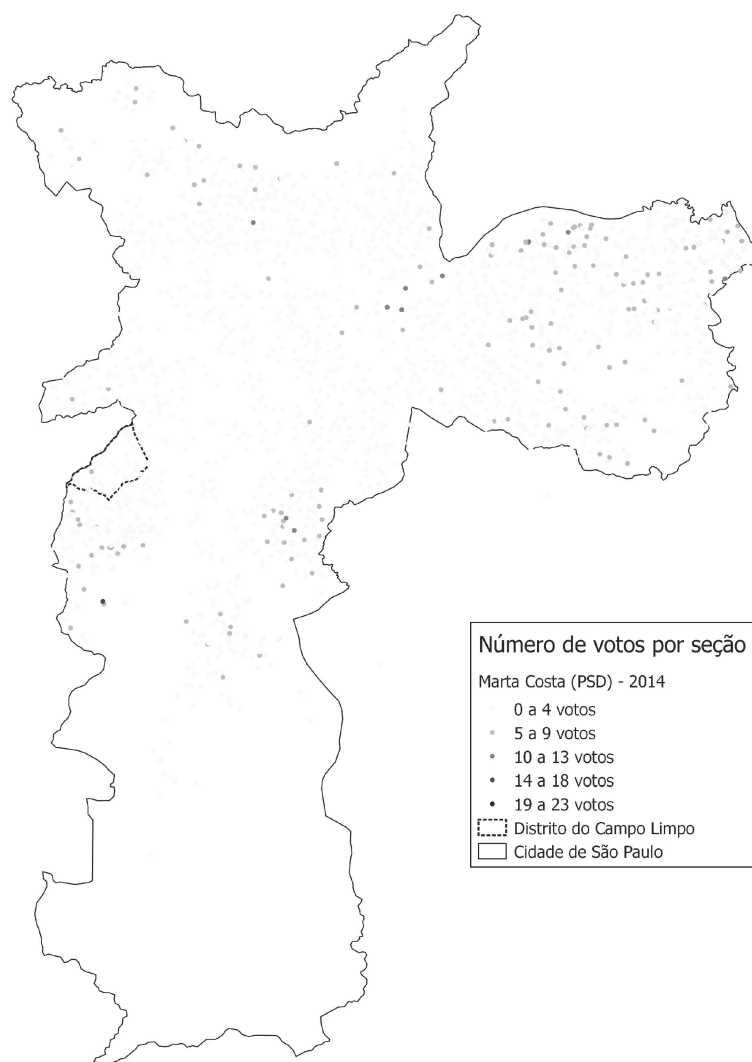 Número de votos por seção
Marta Costa (PSD) - 2014
0 a 4 votos
5 a 9 votos
10 a 13 votos
14 a 18 votos
19 a 23 votos
Distrito do Campo Limpo
Cidade de São Paulo